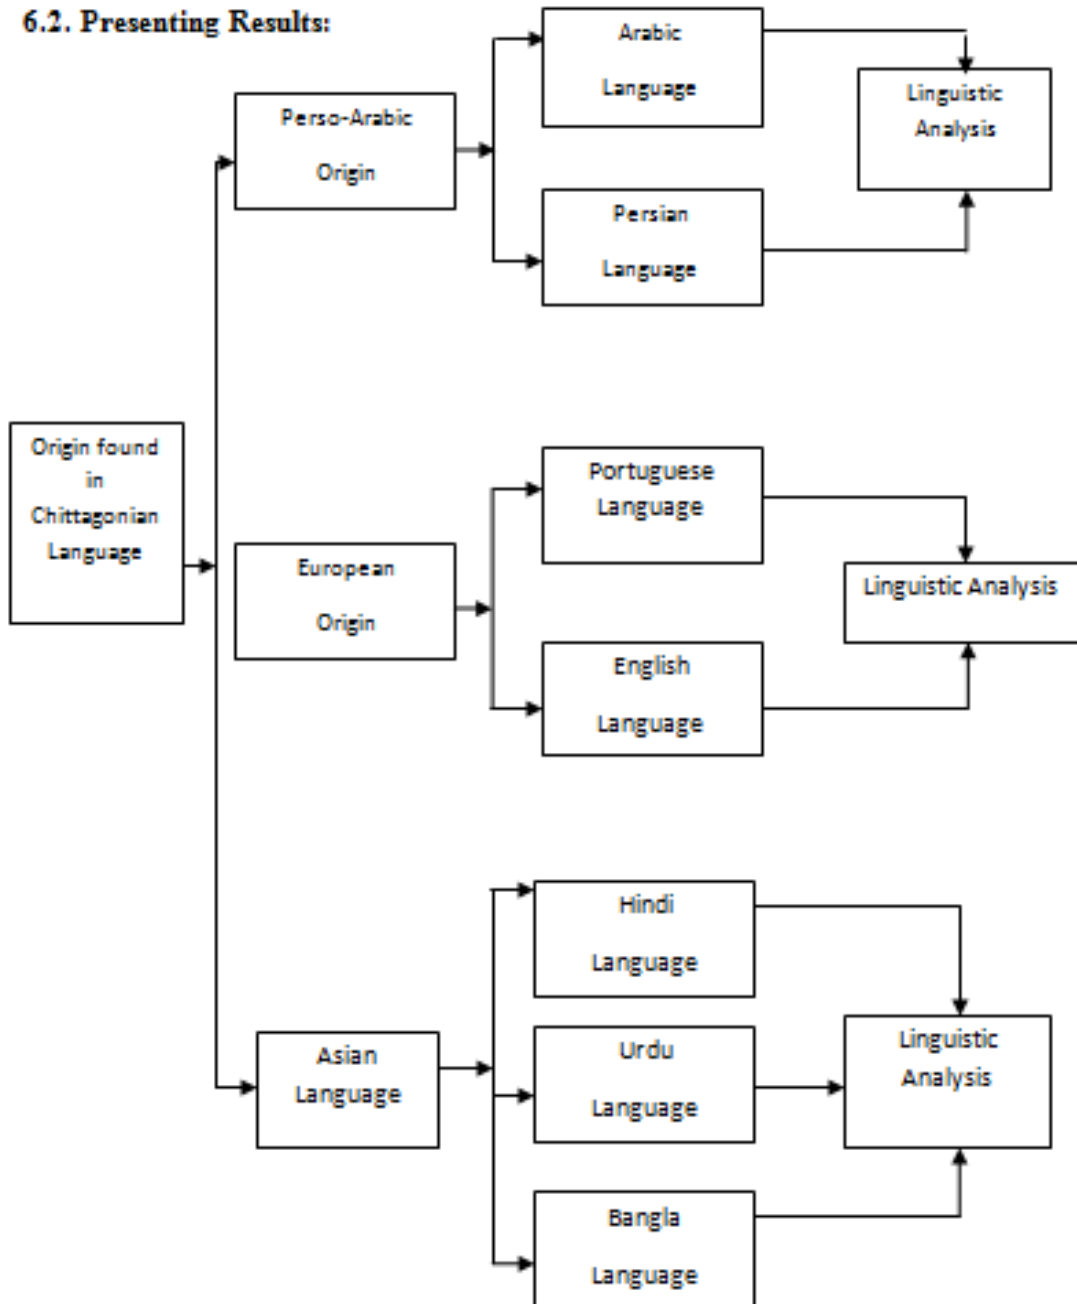 6.2. Presenting Results:
Arabic
Language
Linguistic
Analysis
Perso-Arabic
Origin
Persian
Language
Origin found
in
Chittagonian
Language
Portuguese
Language
European
Origin
Linguistic Analysis
English
Language
Hindi
Language
Asian
Language
Urdu
Language
Linguistic
Analysis
Bangla
Language